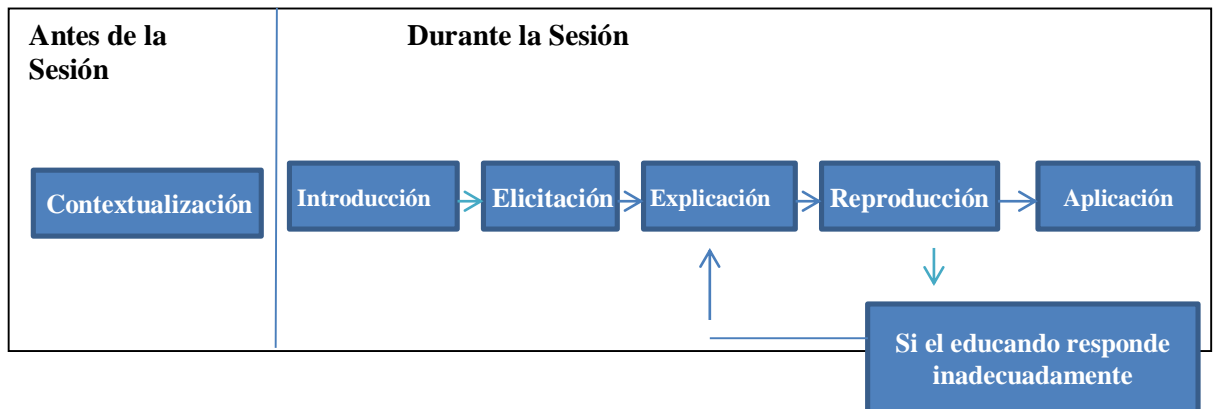 Antes de la
Sesión
Durante la Sesión
Contextualización
Introducción
Elicitación
Explicación
Reproducción
Aplicación
Si el educando responde
inadecuadamente